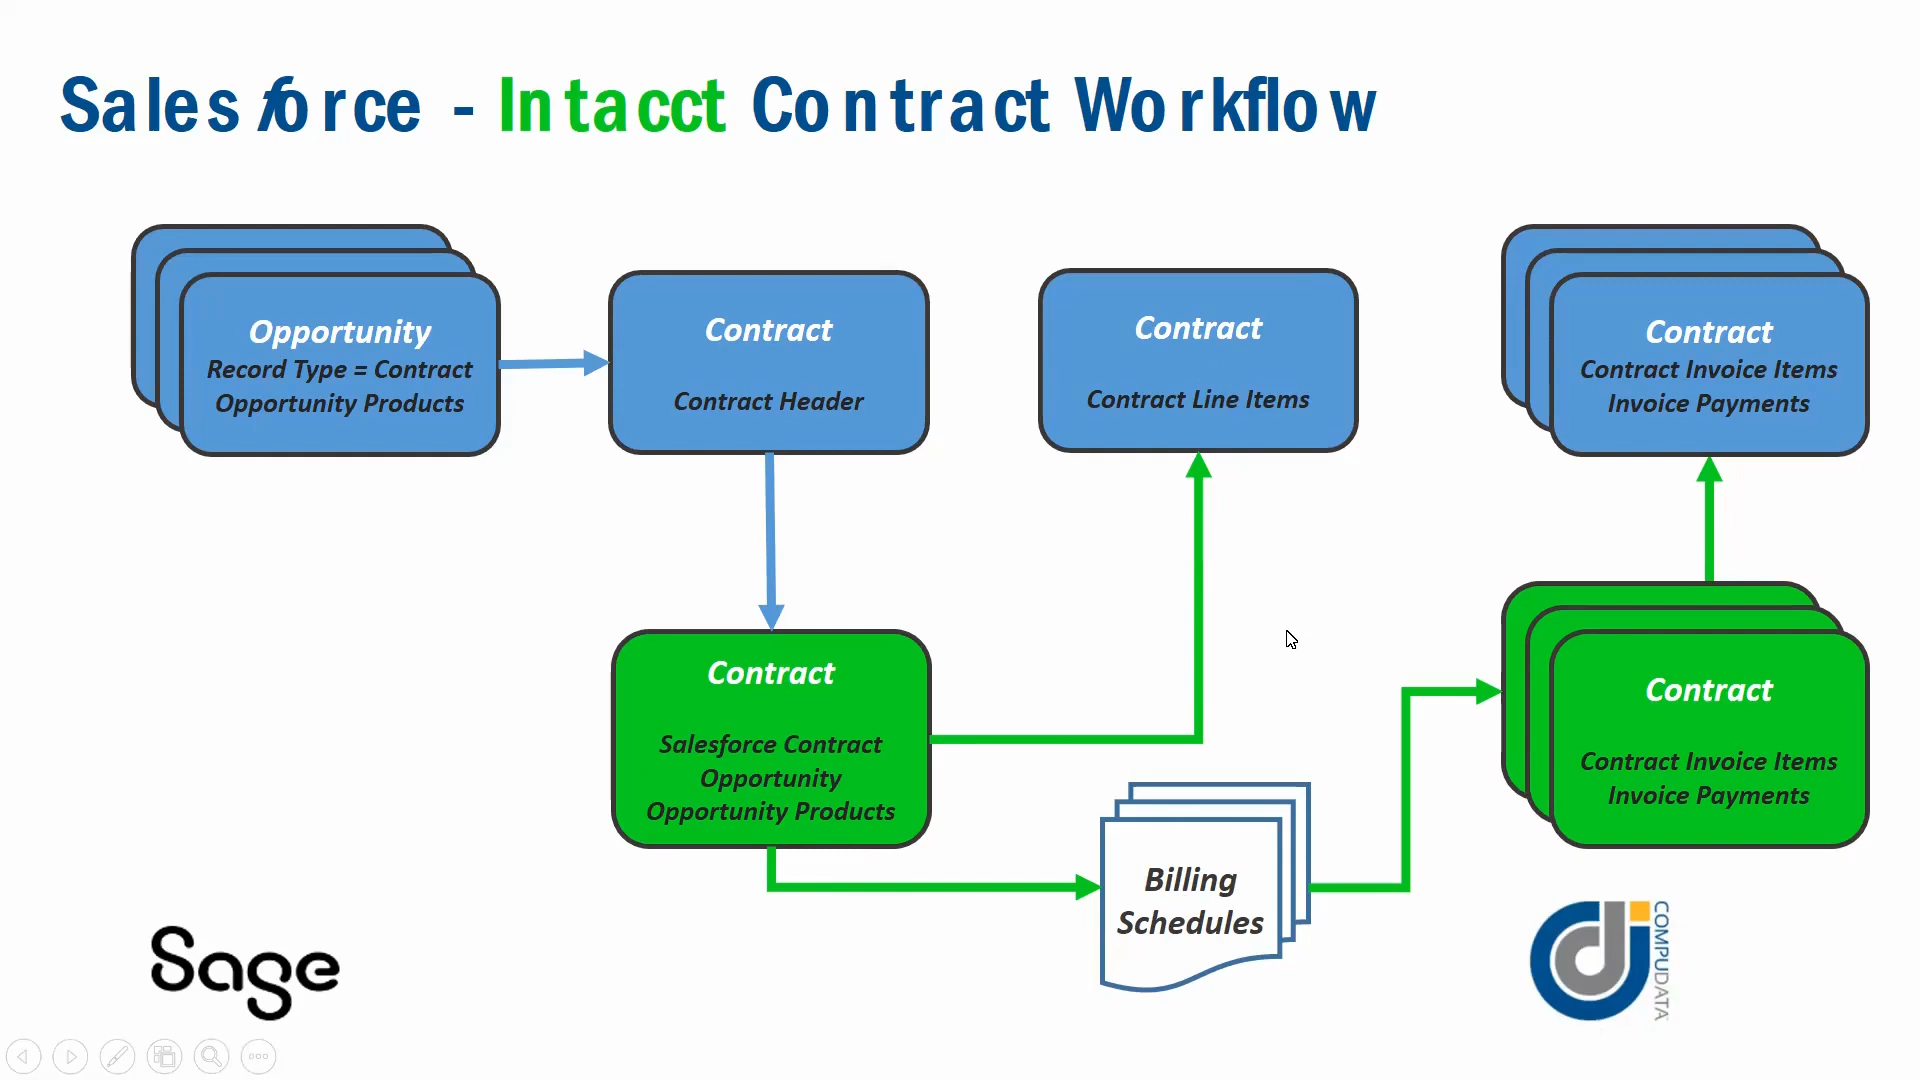 Salesforce - Intacct Contract Workflow
Opportunity
Record Type = Contract
Opportunity Products
Contract
Contract Header
Contract
Contract Line Items
Contract
Contract Invoice Items
Invoice Payments
Contract
Salesforce Contract
Opportunity
Opportunity Products
Billing
Schedules
Contract
Contract Invoice Items
Invoice Payments
Sage
COMPUDATA